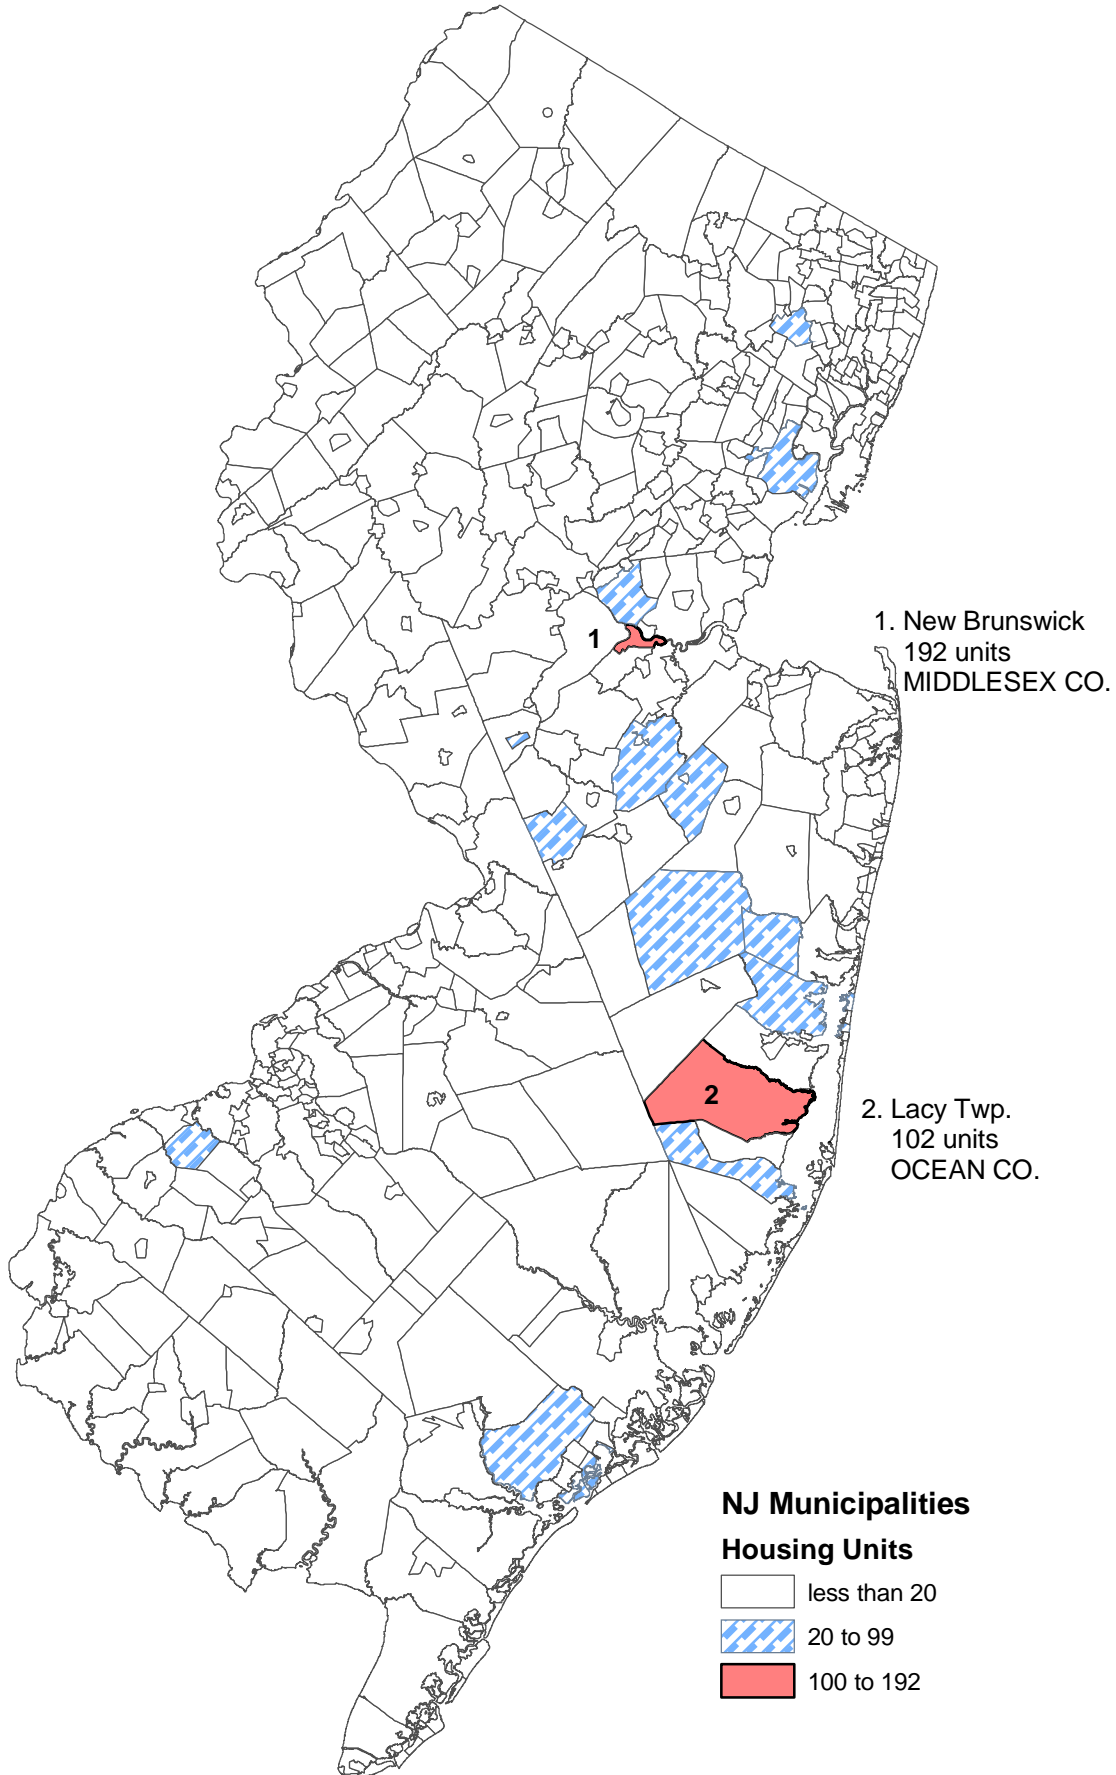 1
1. New Brunswick
192 units
MIDDLESEX CO.
2
2. Lacy Twp.
102 units
OCEAN CO.
NJ Municipalities
Housing Units
less than 20
20 to 99
100 to 192